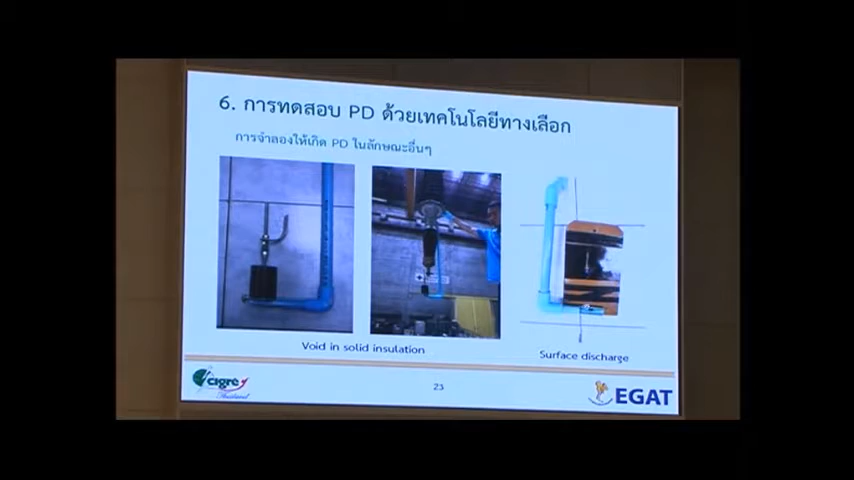 6. การทดสอบ PD ด้วยเทคโนโลยีทางเลือก
การจำลองให้เกิด PD ในลักษณะอื่นๆ
Void in solid insulation
Surface discharge
cigre
Thailand
23
EGAT